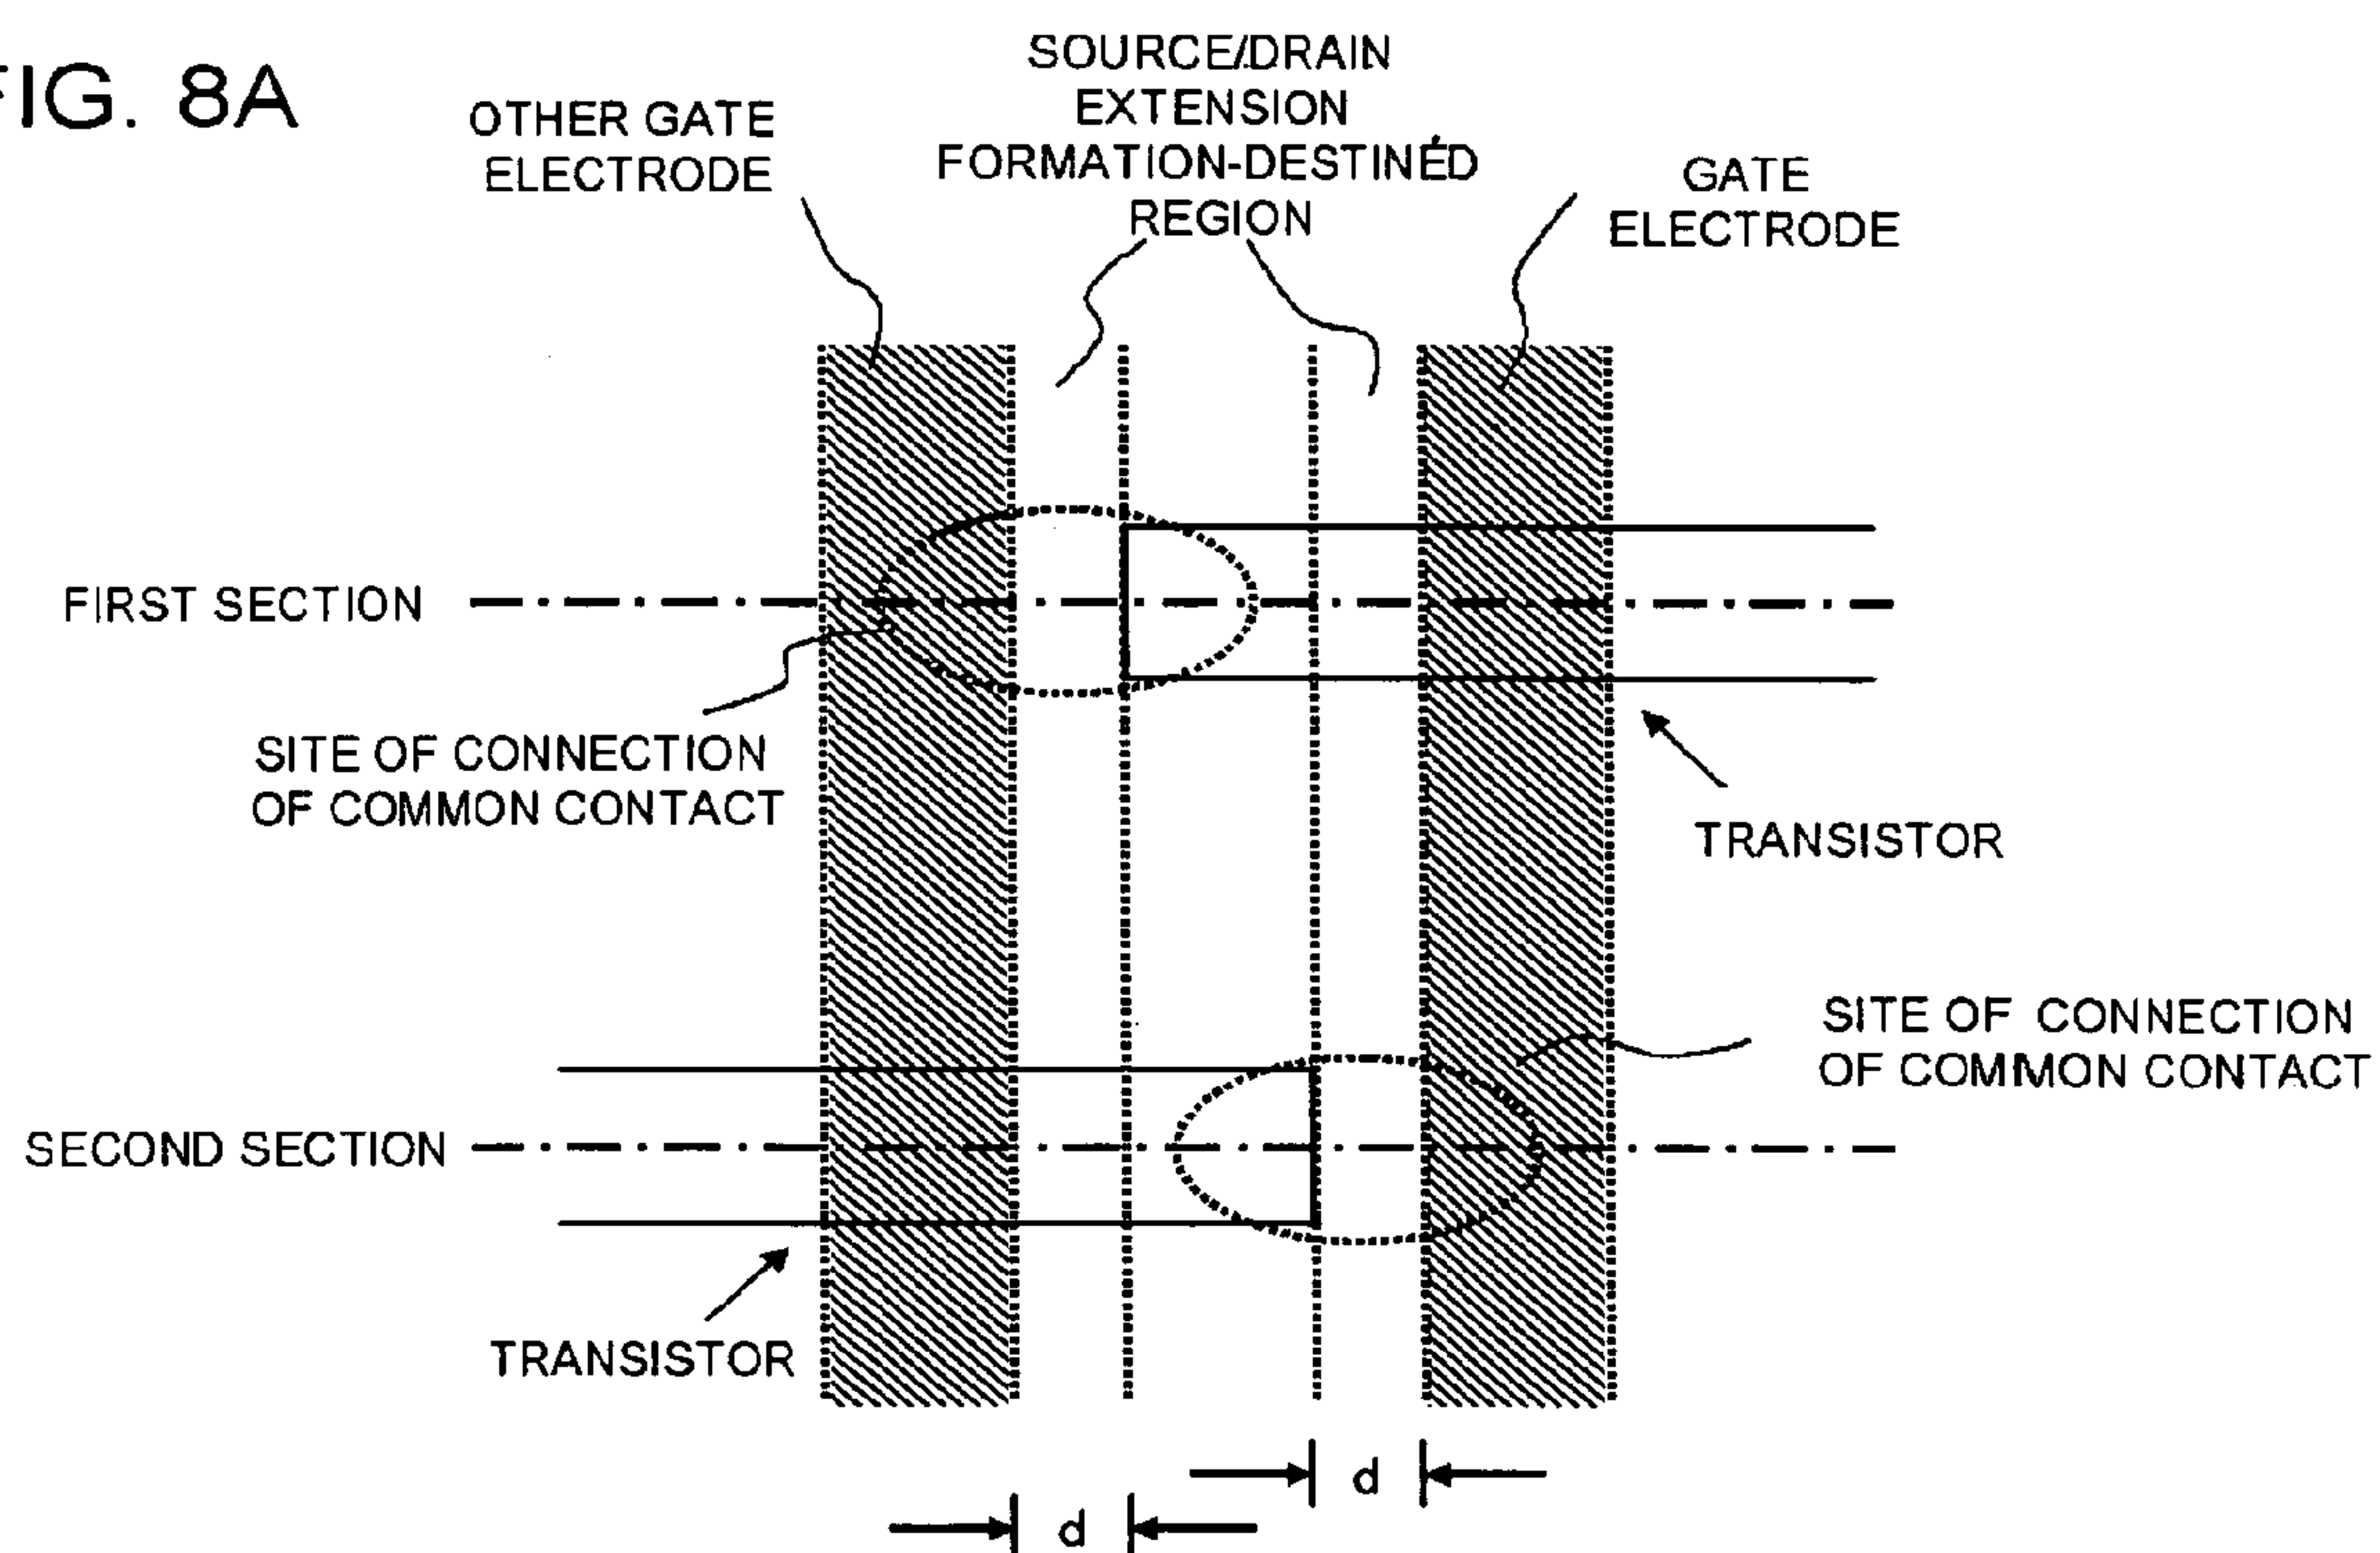 FIG. 8A
SOURCE/DRAIN
EXTENSION
FORMATION-DESTINED
REGION
OTHER GATE
ELECTRODE
GATE
ELECTRODE
FIRST SECTION
SITE OF CONNECTION
OF COMMON CONTACT
TRANSISTOR
SITE OF CONNECTION
OF COMMON CONTACT
SECOND SECTION
TRANSISTOR
d
d